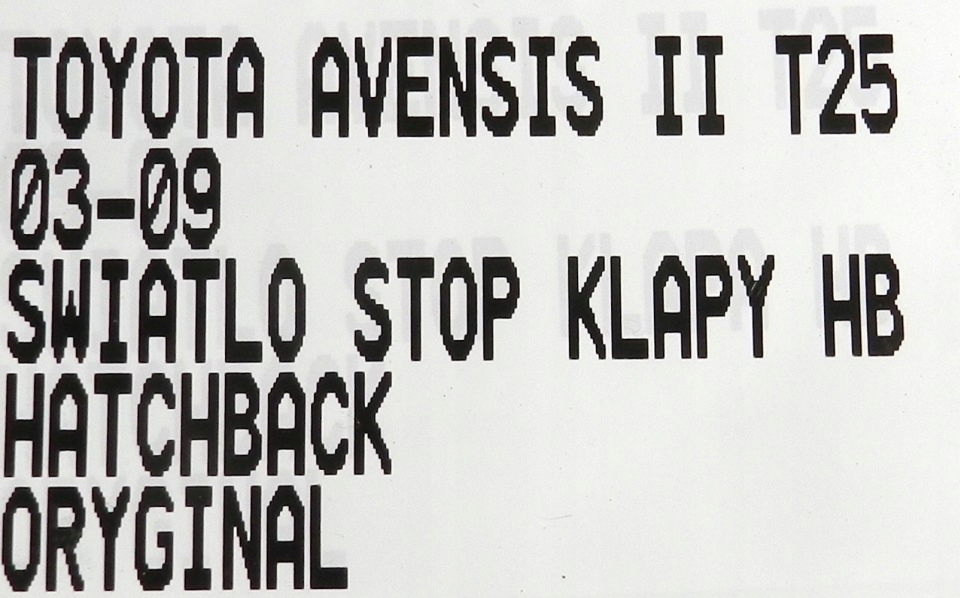 TOYOTA AVENSIS II T25
03-09
SWIATLO STOP KLAPY HB
HATCHBACK
ORYGINAL